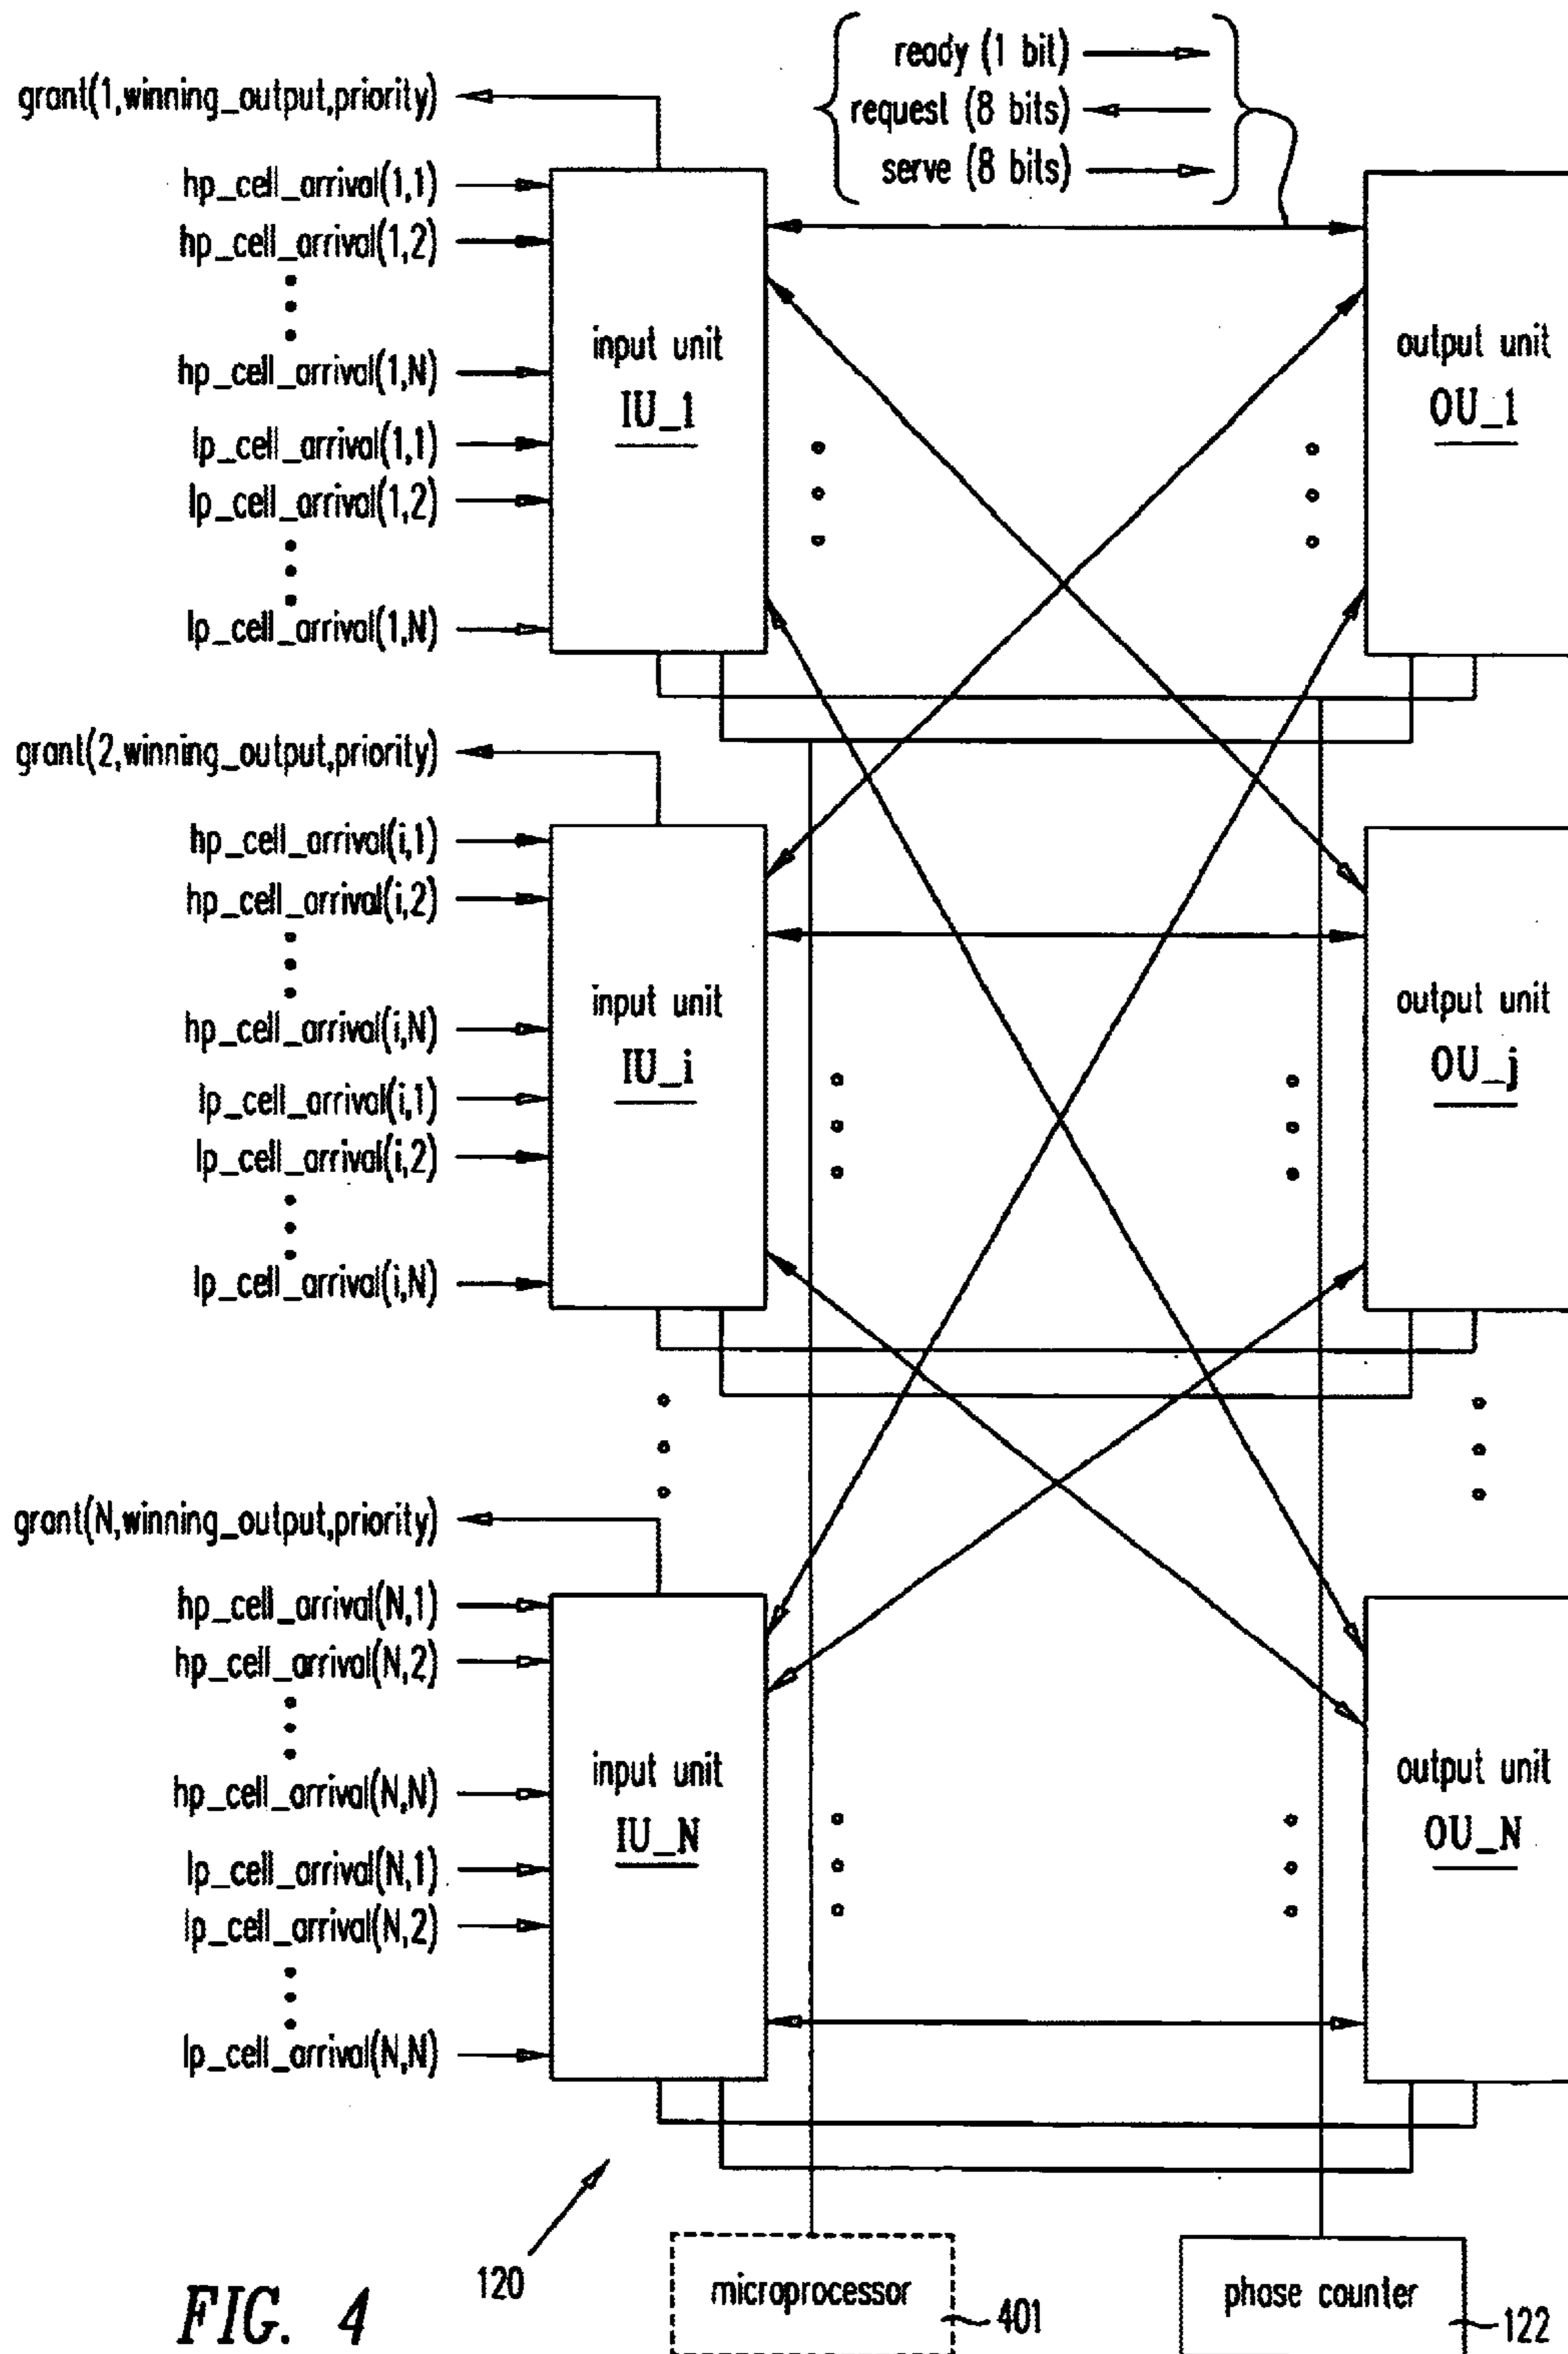 ready (1 bit)
request (8 bits)
serve (8 bits)
grant(1,winning_output,priority)
hp_cell_arrival(1,1)
hp_cell_arrival(1,2)
hp_cell_arrival(1,N)
lp_cell_arrival(1,1)
lp_cell_arrival(1,2)
lp_cell_arrival(1,N)
input unit
IU_1
output unit
OU_1
grant(2,winning_output,priority)
hp_cell_arrival(i,1)
hp_cell_arrival(i,2)
hp_cell_arrival(i,N)
lp_cell_arrival(i,1)
lp_cell_arrival(i,2)
lp_cell_arrival(i,N)
input unit
IU_i
output unit
OU_j
grant(N,winning_output,priority)
hp_cell_arrival(N,1)
hp_cell_arrival(N,2)
hp_cell_arrival(N,N)
lp_cell_arrival(N,1)
lp_cell_arrival(N,2)
lp_cell_arrival(N,N)
input unit
IU_N
output unit
OU_N
120
microprocessor
401
phase counter
122
FIG. 4